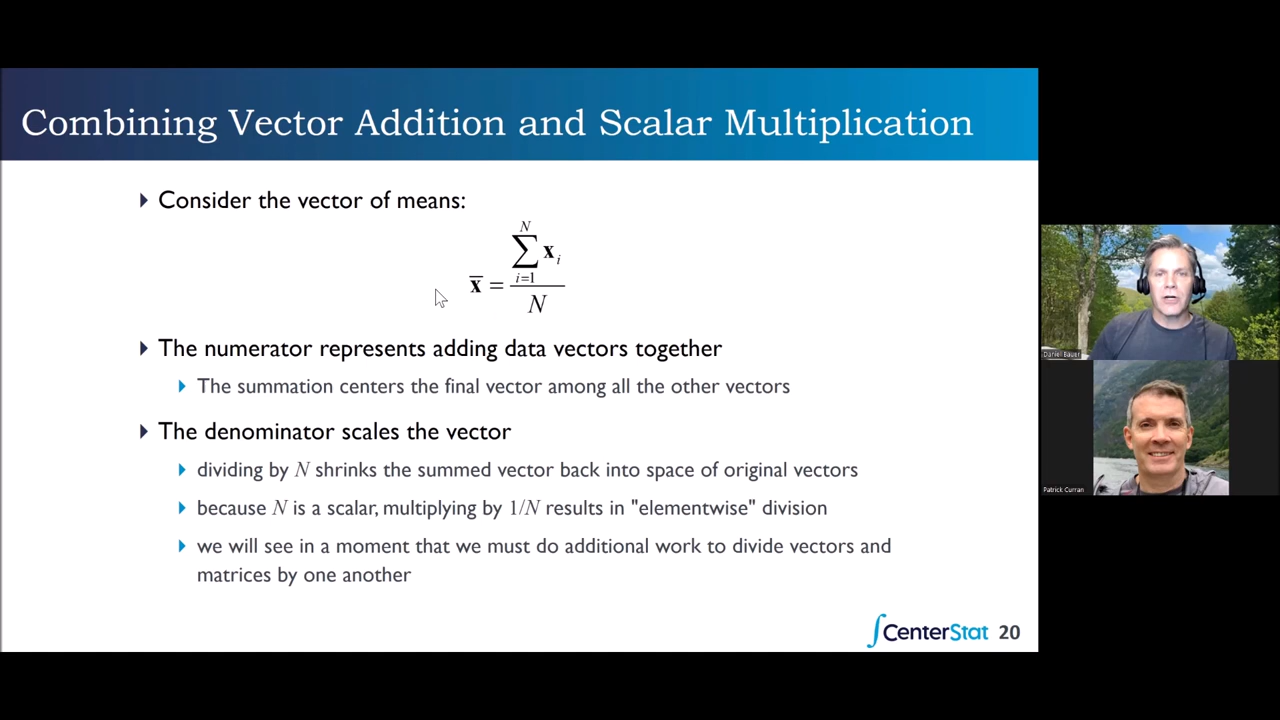 Combining Vector Addition and Scalar Multiplication
Consider the vector of means:
x̄ = ∑_{i=1}^{N} x_i / N
The numerator represents adding data vectors together
The summation centers the final vector among all the other vectors
The denominator scales the vector
dividing by N shrinks the summed vector back into space of original vectors
because N is a scalar, multiplying by 1/N results in "elementwise" division
we will see in a moment that we must do additional work to divide vectors and
matrices by one another
CenterStat 20
Daniel Bauer
Patrick Curran